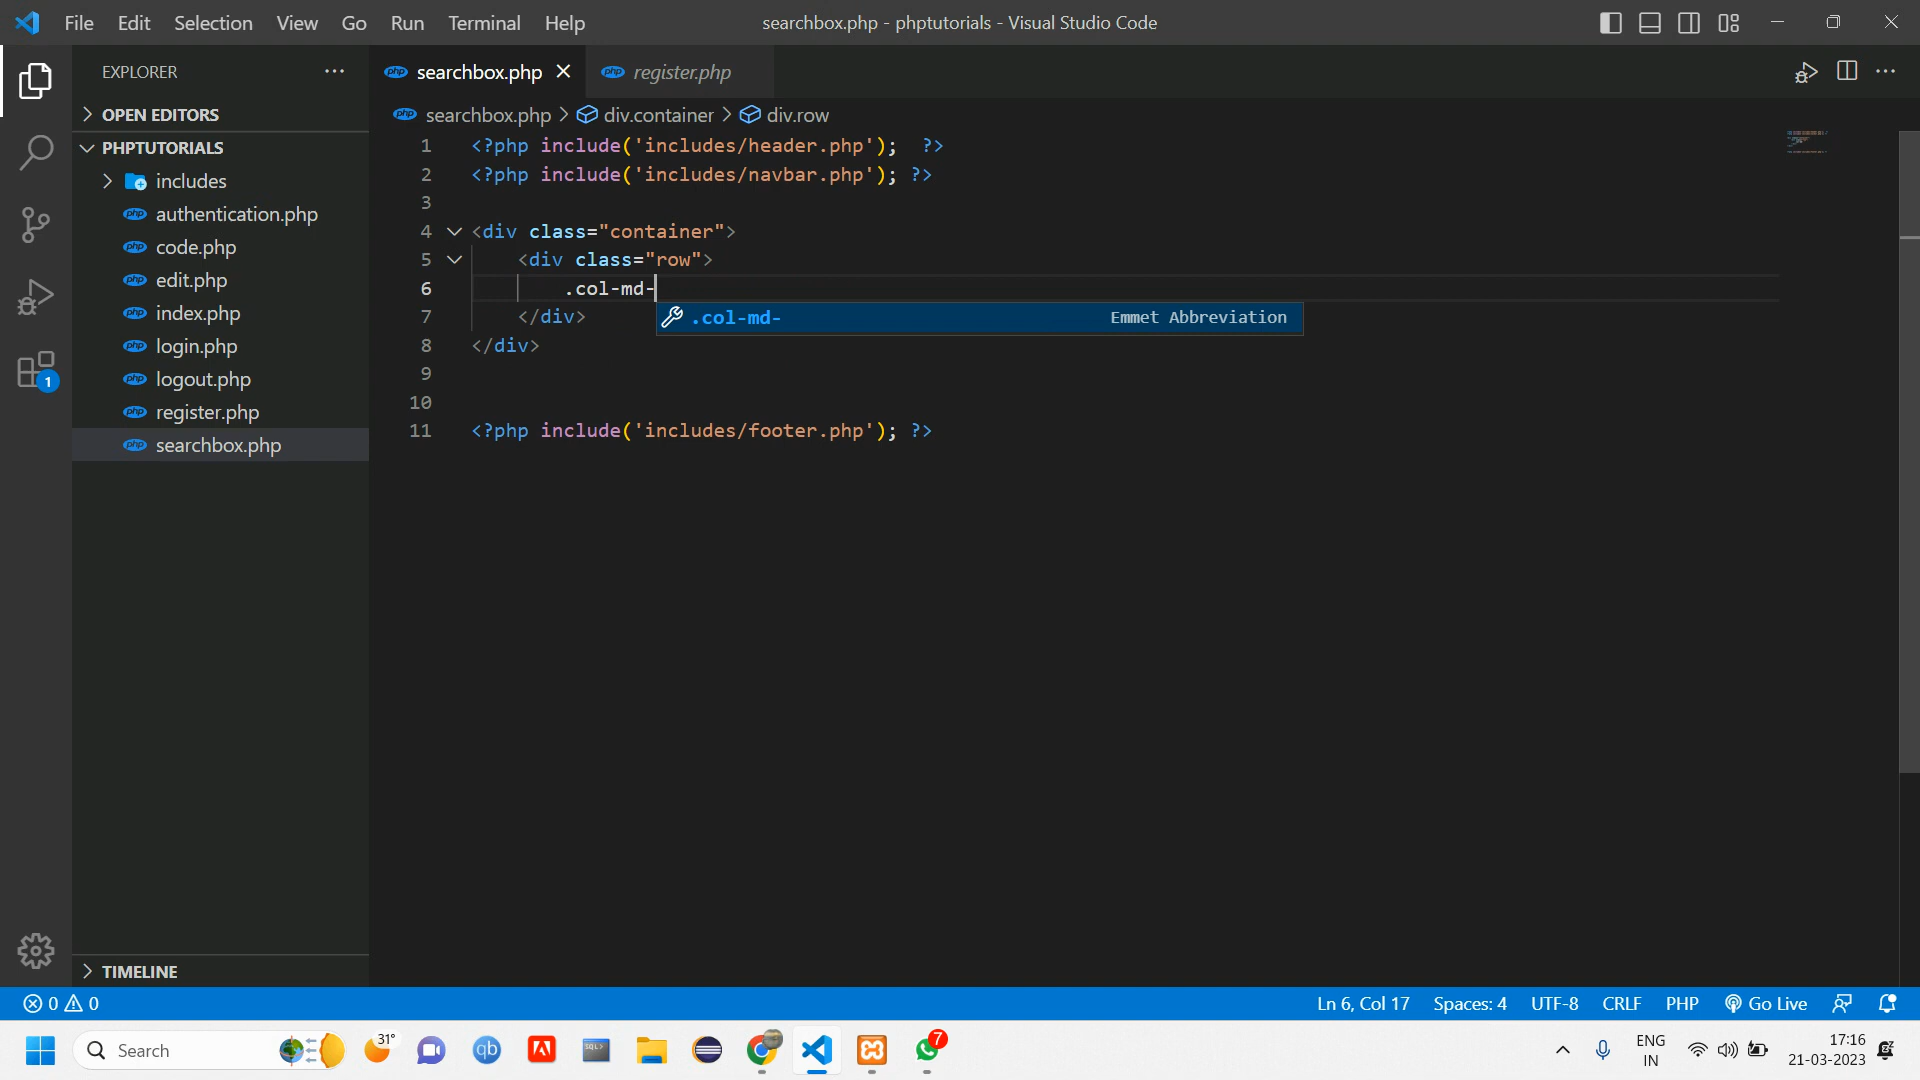 File Edit Selection View Go Run Terminal Help
searchbox.php - phptutorials - Visual Studio Code
EXPLORER
searchbox.php
register.php
OPEN EDITORS
searchbox.php > div.container > div.row
PHPTUTORIALS
includes
authentication.php
code.php
edit.php
index.php
login.php
logout.php
register.php
searchbox.php
1 <?php include('includes/header.php');  ?>
2 <?php include('includes/navbar.php'); ?>
3
4 <div class="container">
5     <div class="row">
6         .col-md-
.col-md- Emmet Abbreviation
7     </div>
8 </div>
9
10
11 <?php include('includes/footer.php'); ?>
1
TIMELINE
0 0
Ln 6, Col 17 Spaces: 4 UTF-8 CRLF PHP Go Live
Search
31°
qb
SQL>
7
ENG
IN
17:16
21-03-2023